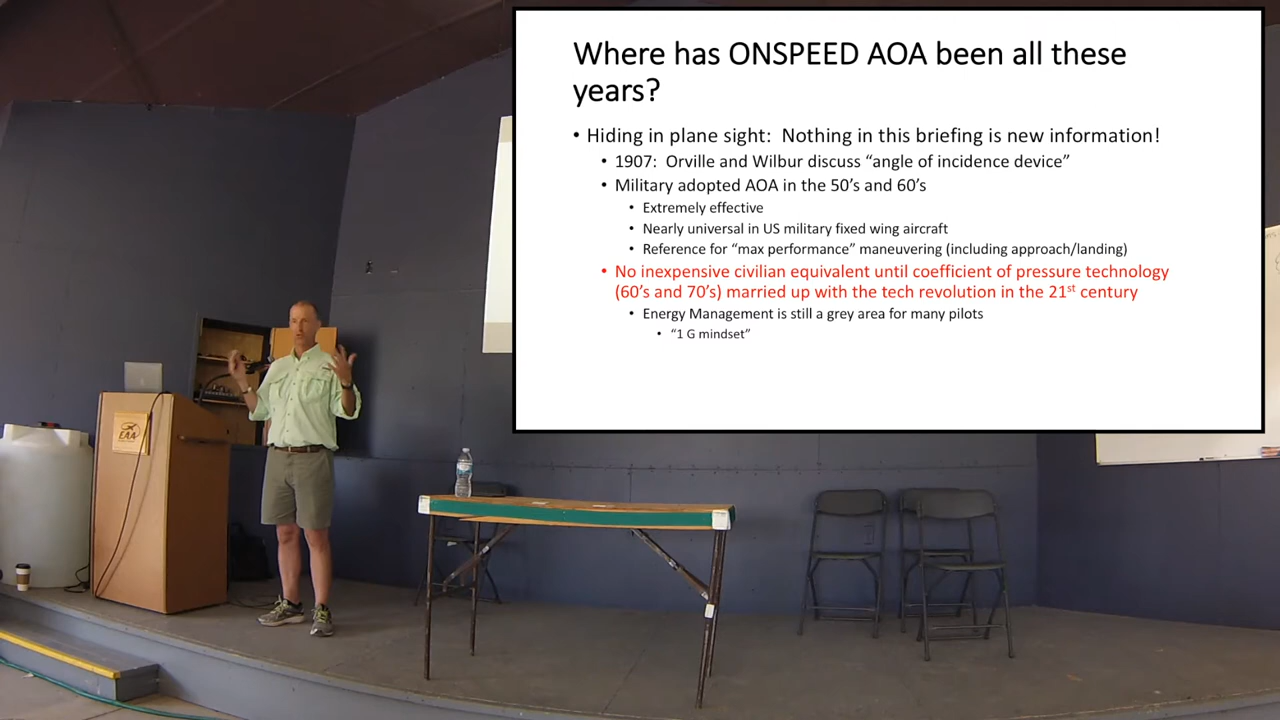 Where has ONSPEED AOA been all these
years?
• Hiding in plane sight: Nothing in this briefing is new information!
• 1907: Orville and Wilbur discuss “angle of incidence device”
• Military adopted AOA in the 50’s and 60’s
• Extremely effective
• Nearly universal in US military fixed wing aircraft
• Reference for “max performance” maneuvering (including approach/landing)
• No inexpensive civilian equivalent until coefficient of pressure technology
(60’s and 70’s) married up with the tech revolution in the 21st century
• Energy Management is still a grey area for many pilots
• “1 G mindset”
EAA